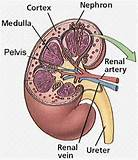 Cortex
Nephron
Medulla
Pelvis
Renal
artery
Renal
vein
Ureter